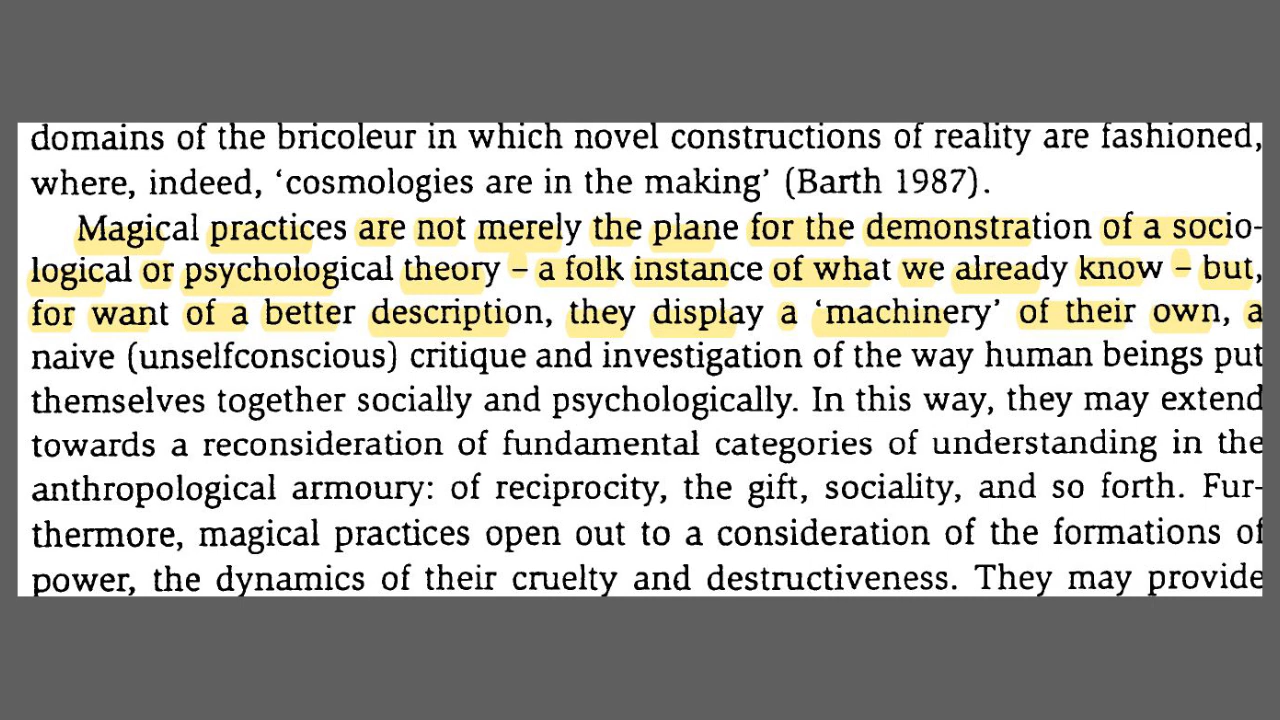 domains of the bricoleur in which novel constructions of reality are fashioned,
where, indeed, ‘cosmologies are in the making’ (Barth 1987).
Magical practices are not merely the plane for the demonstration of a socio-
logical or psychological theory – a folk instance of what we already know – but,
for want of a better description, they display a ‘machinery’ of their own, a
naive (unselfconscious) critique and investigation of the way human beings put
themselves together socially and psychologically. In this way, they may extend
towards a reconsideration of fundamental categories of understanding in the
anthropological armoury: of reciprocity, the gift, sociality, and so forth. Fur-
thermore, magical practices open out to a consideration of the formations of
power, the dynamics of their cruelty and destructiveness. They may provide